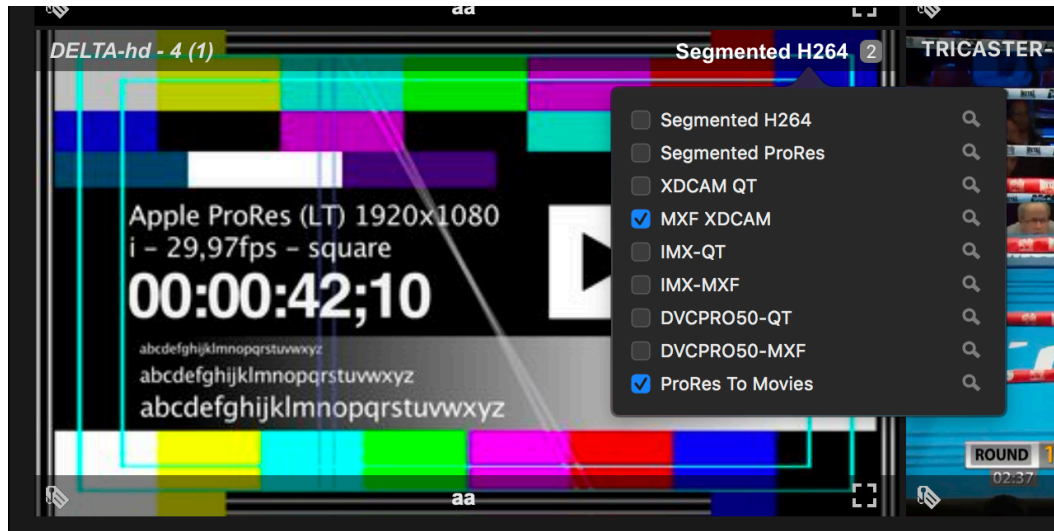 aa
DELTA-hd - 4 (1)
Segmented H264 2
TRICASTER-
Segmented H264
Segmented ProRes
XDCAM QT
MXF XDCAM
IMX-QT
IMX-MXF
DVCPRO50-QT
DVCPRO50-MXF
ProRes To Movies
Apple ProRes (LT) 1920x1080
i – 29,97fps – square
00:00:42;10
abcdefghijklmnopqrstuvwxyz
abcdefghijklmnopqrstuvwxyz
abcdefghijklmnopqrstuvwxyz
aa
ROUND 1
02:37